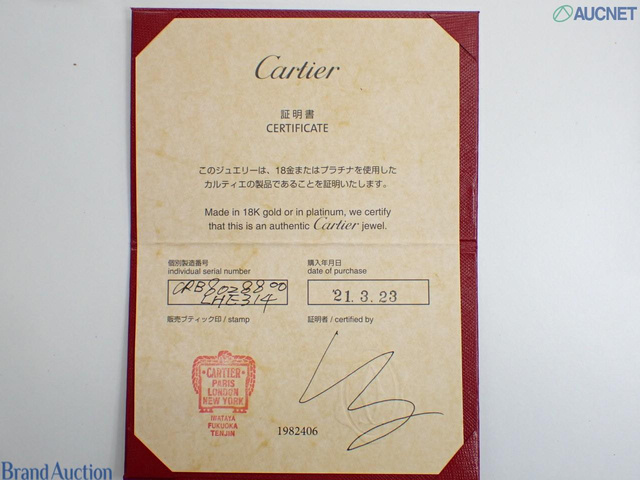 AUCNET
Cartier
証明書
CERTIFICATE
このジュエリーは、18金またはプラチナを使用した
カルティエの製品であることを証明いたします。
Made in 18K gold or in platinum, we certify
that this is an authentic Cartier jewel.
個別製造番号
individual serial number
CRB8028800
LHE314
購入年月日
date of purchase
'21. 3. 23
販売ブティック印 / stamp
証明者 / certified by
CARTIER
PARIS
LONDON
NEW YORK
IWATAYA
FUKUOKA
TENJIN
1982406
Brand Auction